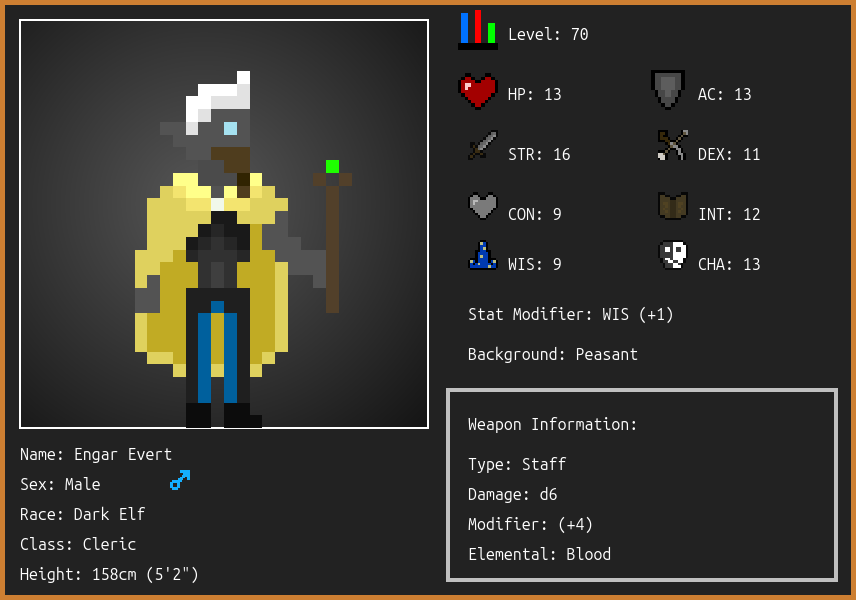 Level: 70
HP: 13
AC: 13
STR: 16
DEX: 11
CON: 9
INT: 12
WIS: 9
CHA: 13
Stat Modifier: WIS (+1)
Background: Peasant
Weapon Information:
Type: Staff
Damage: d6
Modifier: (+4)
Elemental: Blood
Name: Engar Evert
Sex: Male
Race: Dark Elf
Class: Cleric
Height: 158cm (5'2")